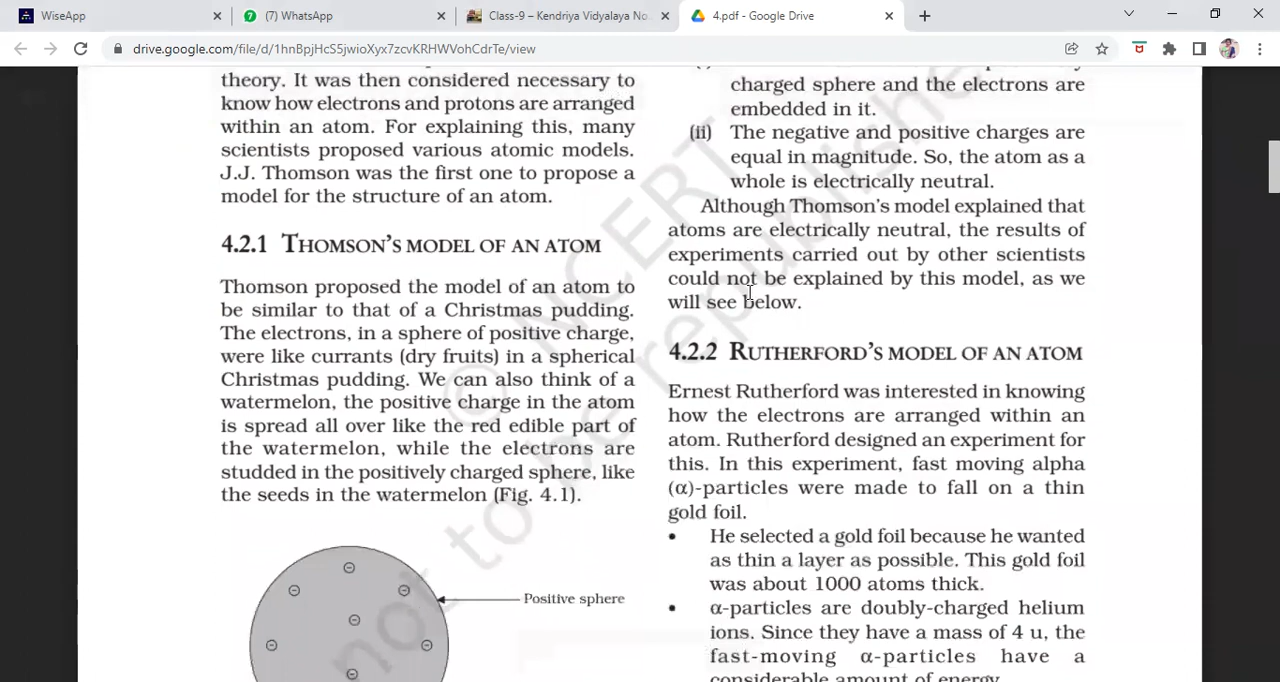 WiseApp
(7) WhatsApp
Class-9 – Kendriya Vidyalaya No.
4.pdf - Google Drive
drive.google.com/file/d/1hnBpjHcS5jwioXyx7zcvKRHWVohCdrTe/view
theory. It was then considered necessary to
know how electrons and protons are arranged
within an atom. For explaining this, many
scientists proposed various atomic models.
J.J. Thomson was the first one to propose a
model for the structure of an atom.
4.2.1 THOMSON'S MODEL OF AN ATOM
Thomson proposed the model of an atom to
be similar to that of a Christmas pudding.
The electrons, in a sphere of positive charge,
were like currants (dry fruits) in a spherical
Christmas pudding. We can also think of a
watermelon, the positive charge in the atom
is spread all over like the red edible part of
the watermelon, while the electrons are
studded in the positively charged sphere, like
the seeds in the watermelon (Fig. 4.1).
Positive sphere
charged sphere and the electrons are
embedded in it.
(ii) The negative and positive charges are
equal in magnitude. So, the atom as a
whole is electrically neutral.
Although Thomson's model explained that
atoms are electrically neutral, the results of
experiments carried out by other scientists
could not be explained by this model, as we
will see below.
4.2.2 RUTHERFORD'S MODEL OF AN ATOM
Ernest Rutherford was interested in knowing
how the electrons are arranged within an
atom. Rutherford designed an experiment for
this. In this experiment, fast moving alpha
(α)-particles were made to fall on a thin
gold foil.
• He selected a gold foil because he wanted
as thin a layer as possible. This gold foil
was about 1000 atoms thick.
• α-particles are doubly-charged helium
ions. Since they have a mass of 4 u, the
fast-moving α-particles have a
considerable amount of energy.
© NCERT
not to be republishe